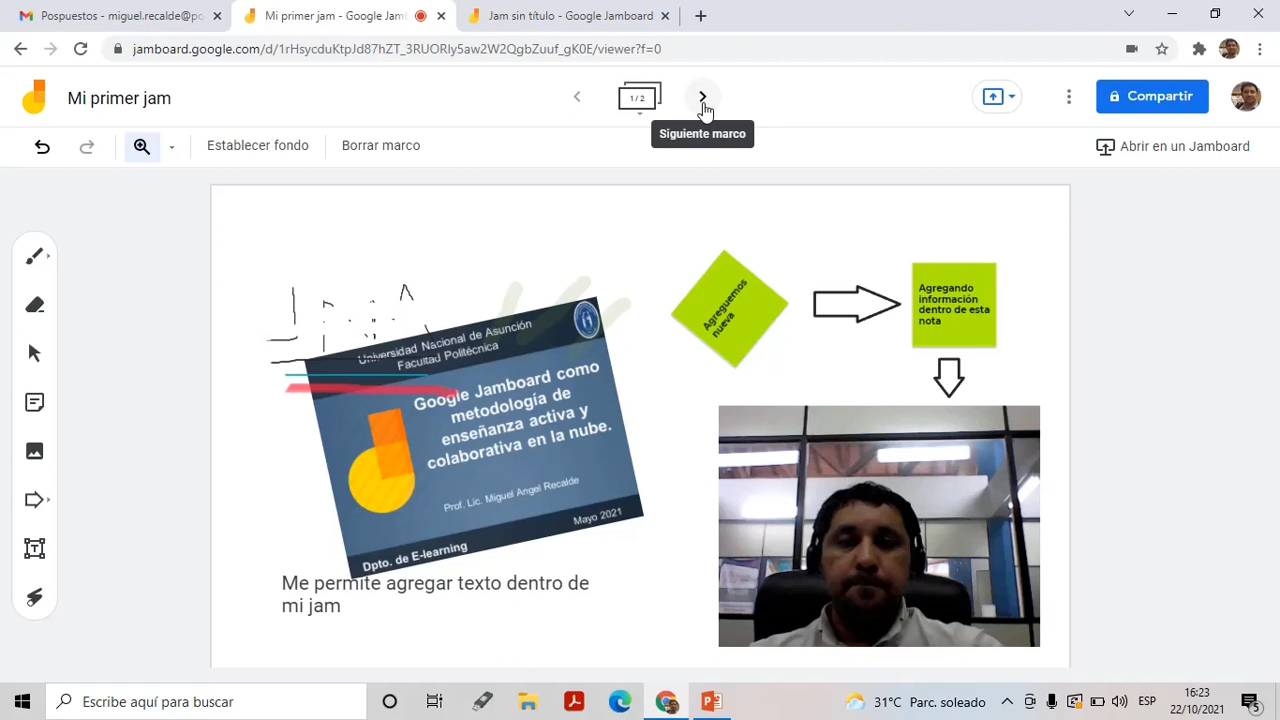 Pospuestos - miguel.recalde@p
Mi primer jam - Google Jam
Jam sin título - Google Jamboard
jamboard.google.com/d/1rHsycduKtpJd87hZT_3RUORIy5aw2W2QgbZuuf_gK0E/viewer?f=0
Mi primer jam
1 / 2
Compartir
Siguiente marco
Establecer fondo
Borrar marco
Abrir en un Jamboard
Agreguemos
nueva
Agregando
información
dentro de esta
nota
Universidad Nacional de Asunción
Facultad Politécnica
Google Jamboard como
metodología de
enseñanza activa y
colaborativa en la nube.
Prof. Lic. Miguel Angel Recalde
Mayo 2021
Dpto. de E-learning
Me permite agregar texto dentro de
mi jam
Escribe aquí para buscar
31°C Parc. soleado
ESP
16:23
22/10/2021
5